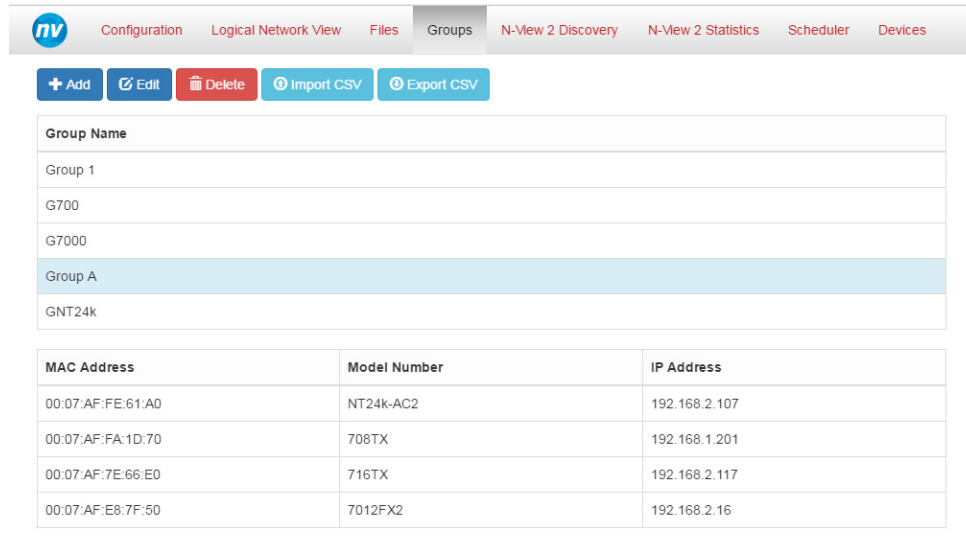 nv Configuration Logical Network View Files Groups N-View 2 Discovery N-View 2 Statistics Scheduler Devices
Add Edit Delete Import CSV Export CSV
Group Name
Group 1
G700
G7000
Group A
GNT24k
MAC Address Model Number IP Address
00:07:AF:FE:61:A0 NT24k-AC2 192.168.2.107
00:07:AF:FA:1D:70 708TX 192.168.1.201
00:07:AF:7E:66:E0 716TX 192.168.2.117
00:07:AF:E8:7F:50 7012FX2 192.168.2.16